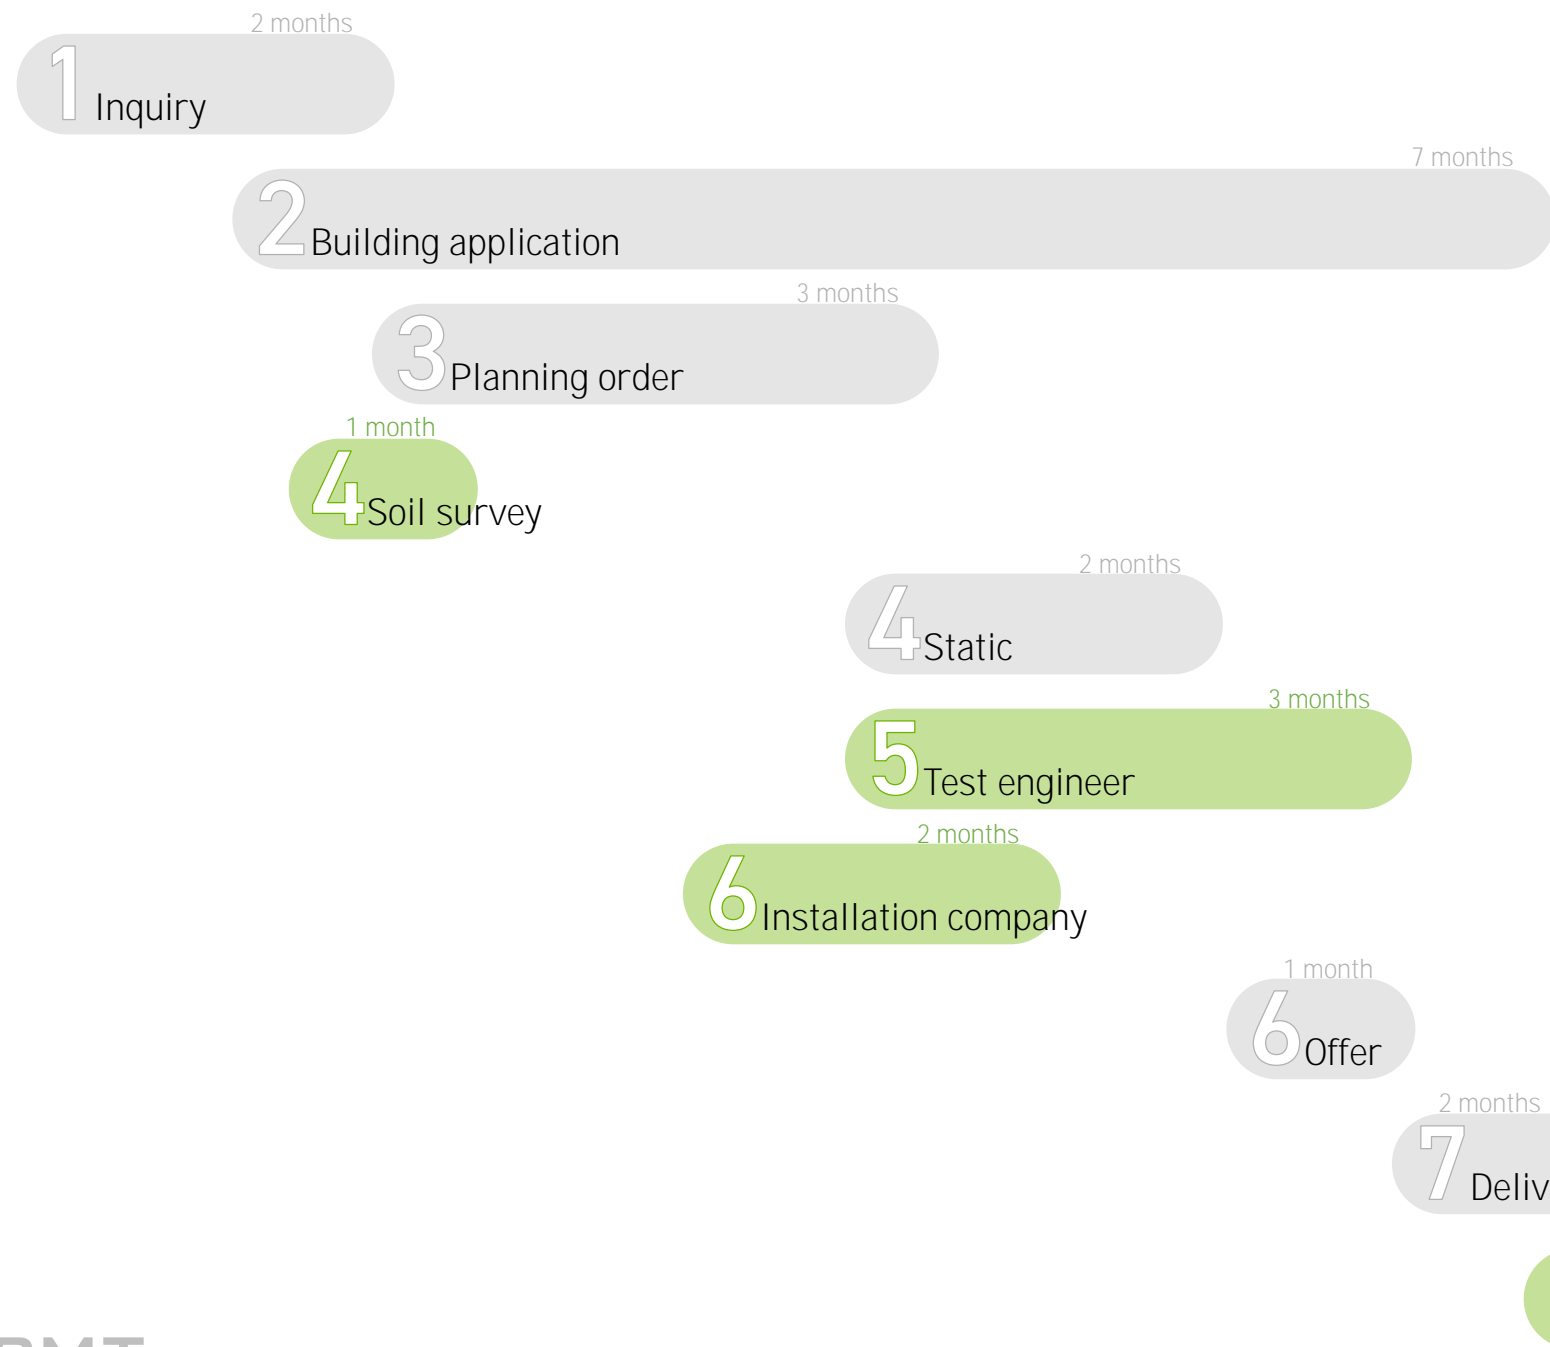 2 months
1 Inquiry
7 months
2 Building application
3 months
3 Planning order
1 month
4 Soil survey
2 months
4 Static
3 months
5 Test engineer
2 months
6 Installation company
1 month
6 Offer
2 months
7 Deliv